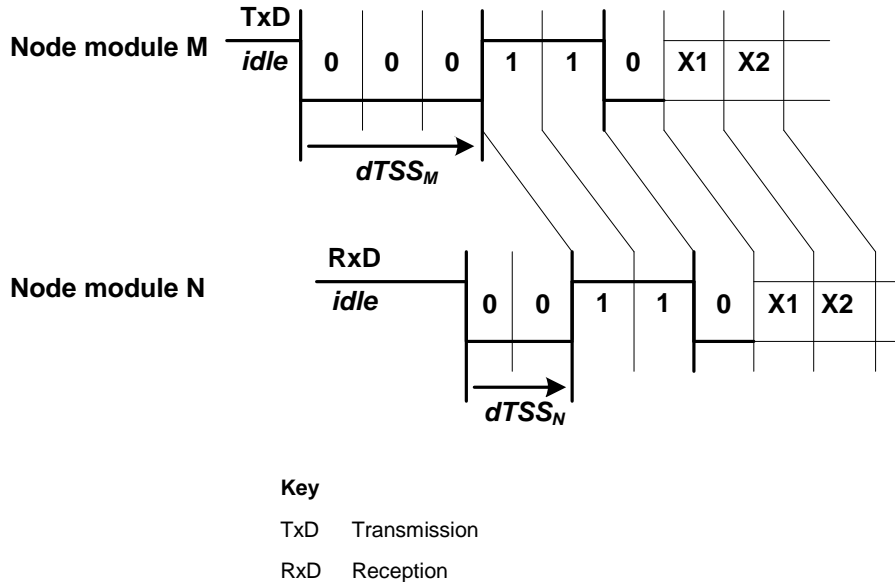 TxD
Node module M
idle 0 0 0 1 1 0 X1 X2
dTSSM
RxD
Node module N
idle 0 0 1 1 0 X1 X2
dTSSN
Key
TxD Transmission
RxD Reception